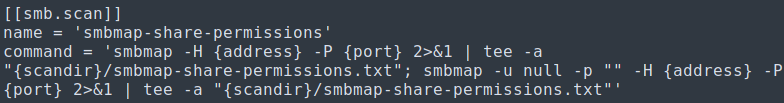 [[smb.scan]]
name = 'smbmap-share-permissions'
command = 'smbmap -H {address} -P {port} 2>&1 | tee -a
"{scandir}/smbmap-share-permissions.txt"; smbmap -u null -p "" -H {address} -P
{port} 2>&1 | tee -a "{scandir}/smbmap-share-permissions.txt"'